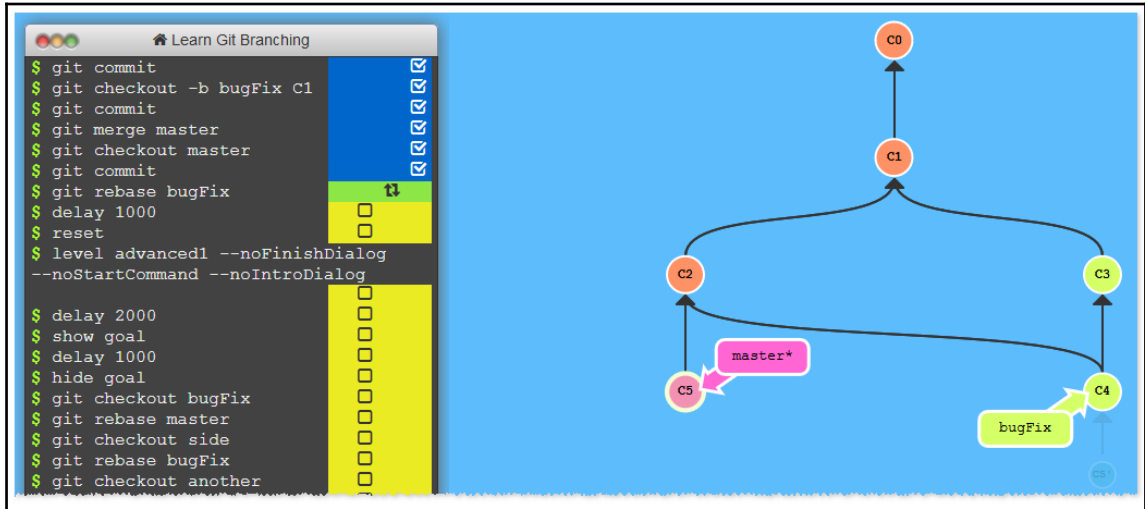 Learn Git Branching
$ git commit
$ git checkout -b bugFix C1
$ git commit
$ git merge master
$ git checkout master
$ git commit
$ git rebase bugFix
$ delay 1000
$ reset
$ level advanced1 --noFinishDialog
--noStartCommand --noIntroDialog
$ delay 2000
$ show goal
$ delay 1000
$ hide goal
$ git checkout bugFix
$ git rebase master
$ git checkout side
$ git rebase bugFix
$ git checkout another
C0
C1
C2
C3
master*
C5
C4
bugFix
C5'